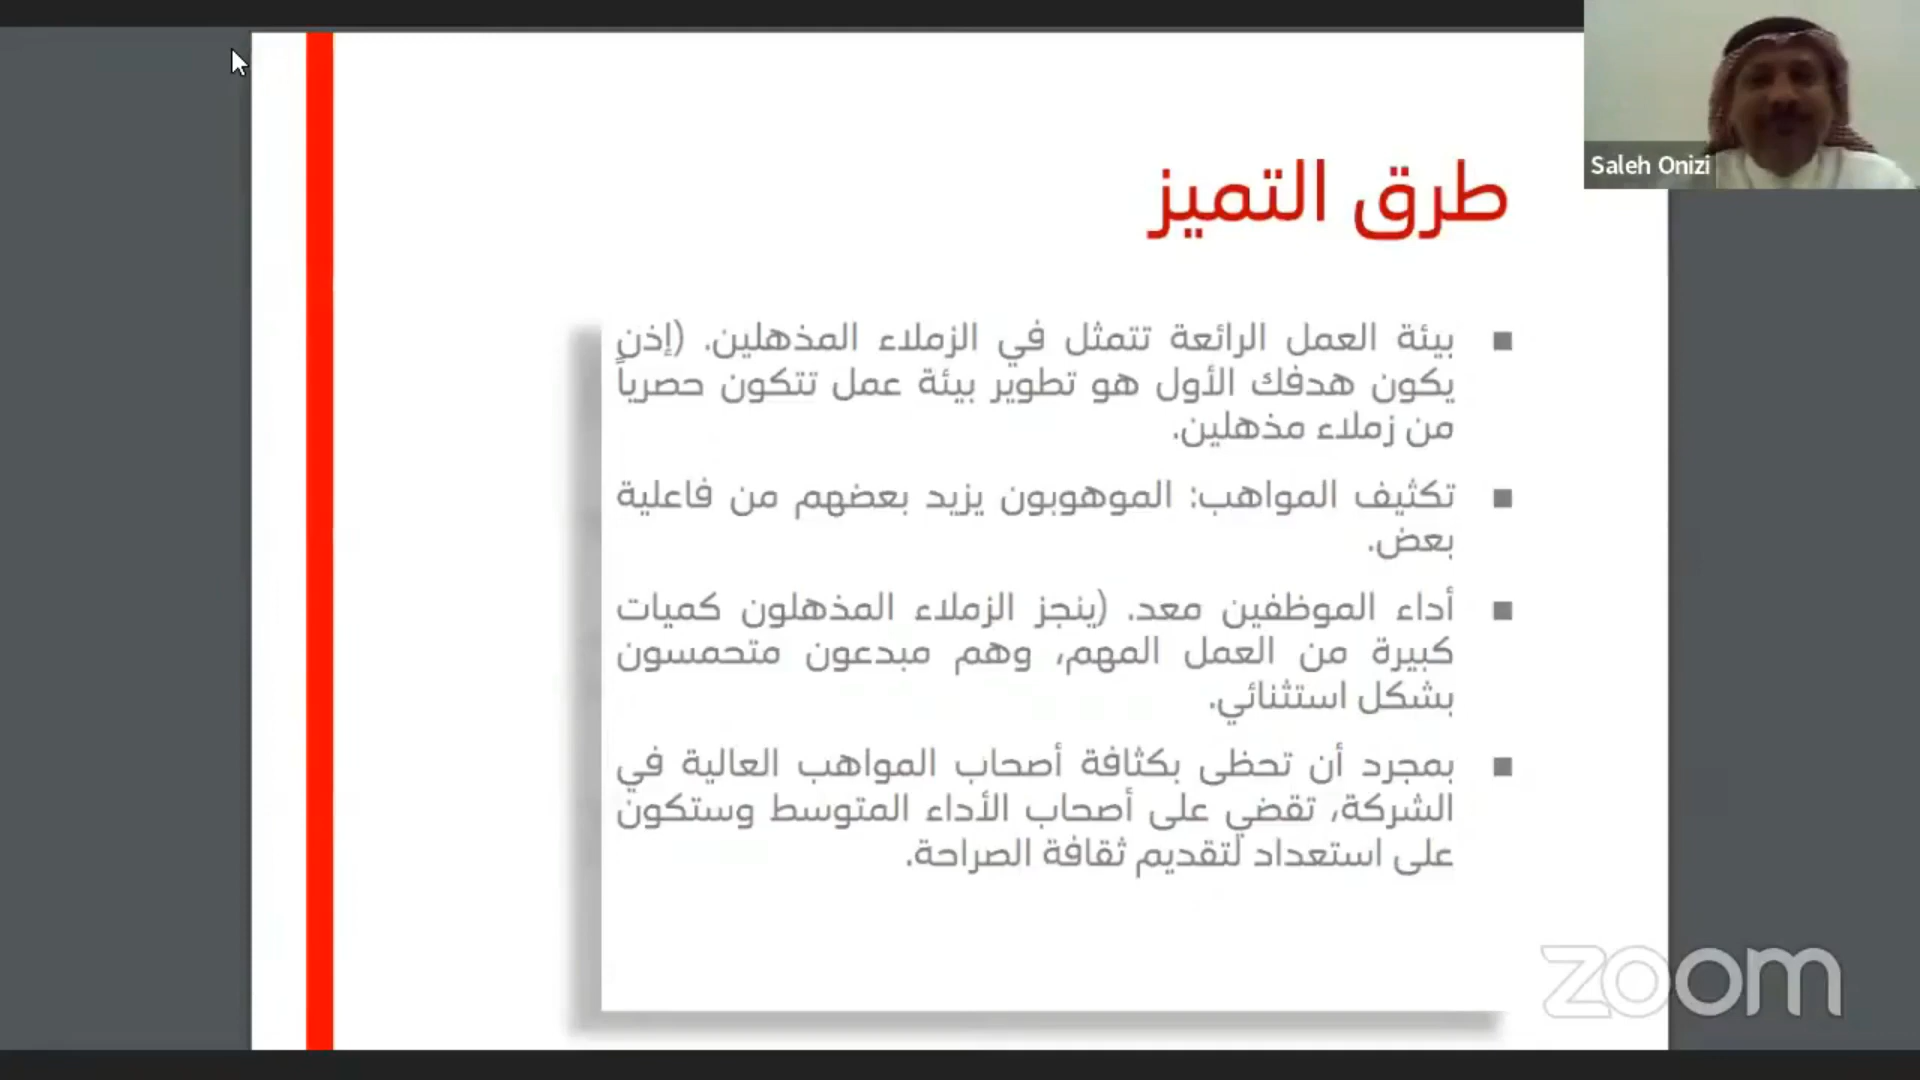 Saleh Onizi
طرق التميز
■ بيئة العمل الرائعة تتمثل في الزملاء المذهلين. (إذن
يكون هدفك الأول هو تطوير بيئة عمل تتكون حصرياً
من زملاء مذهلين.
■ تكثيف المواهب: الموهوبون يزيد بعضهم من فاعلية
بعض.
■ أداء الموظفين معد. (ينجز الزملاء المذهلون كميات
كبيرة من العمل المهم، وهم مبدعون متحمسون
بشكل استثنائي.
■ بمجرد أن تحظى بكثافة أصحاب المواهب العالية في
الشركة، تقضي على أصحاب الأداء المتوسط وستكون
على استعداد لتقديم ثقافة الصراحة.
zoom